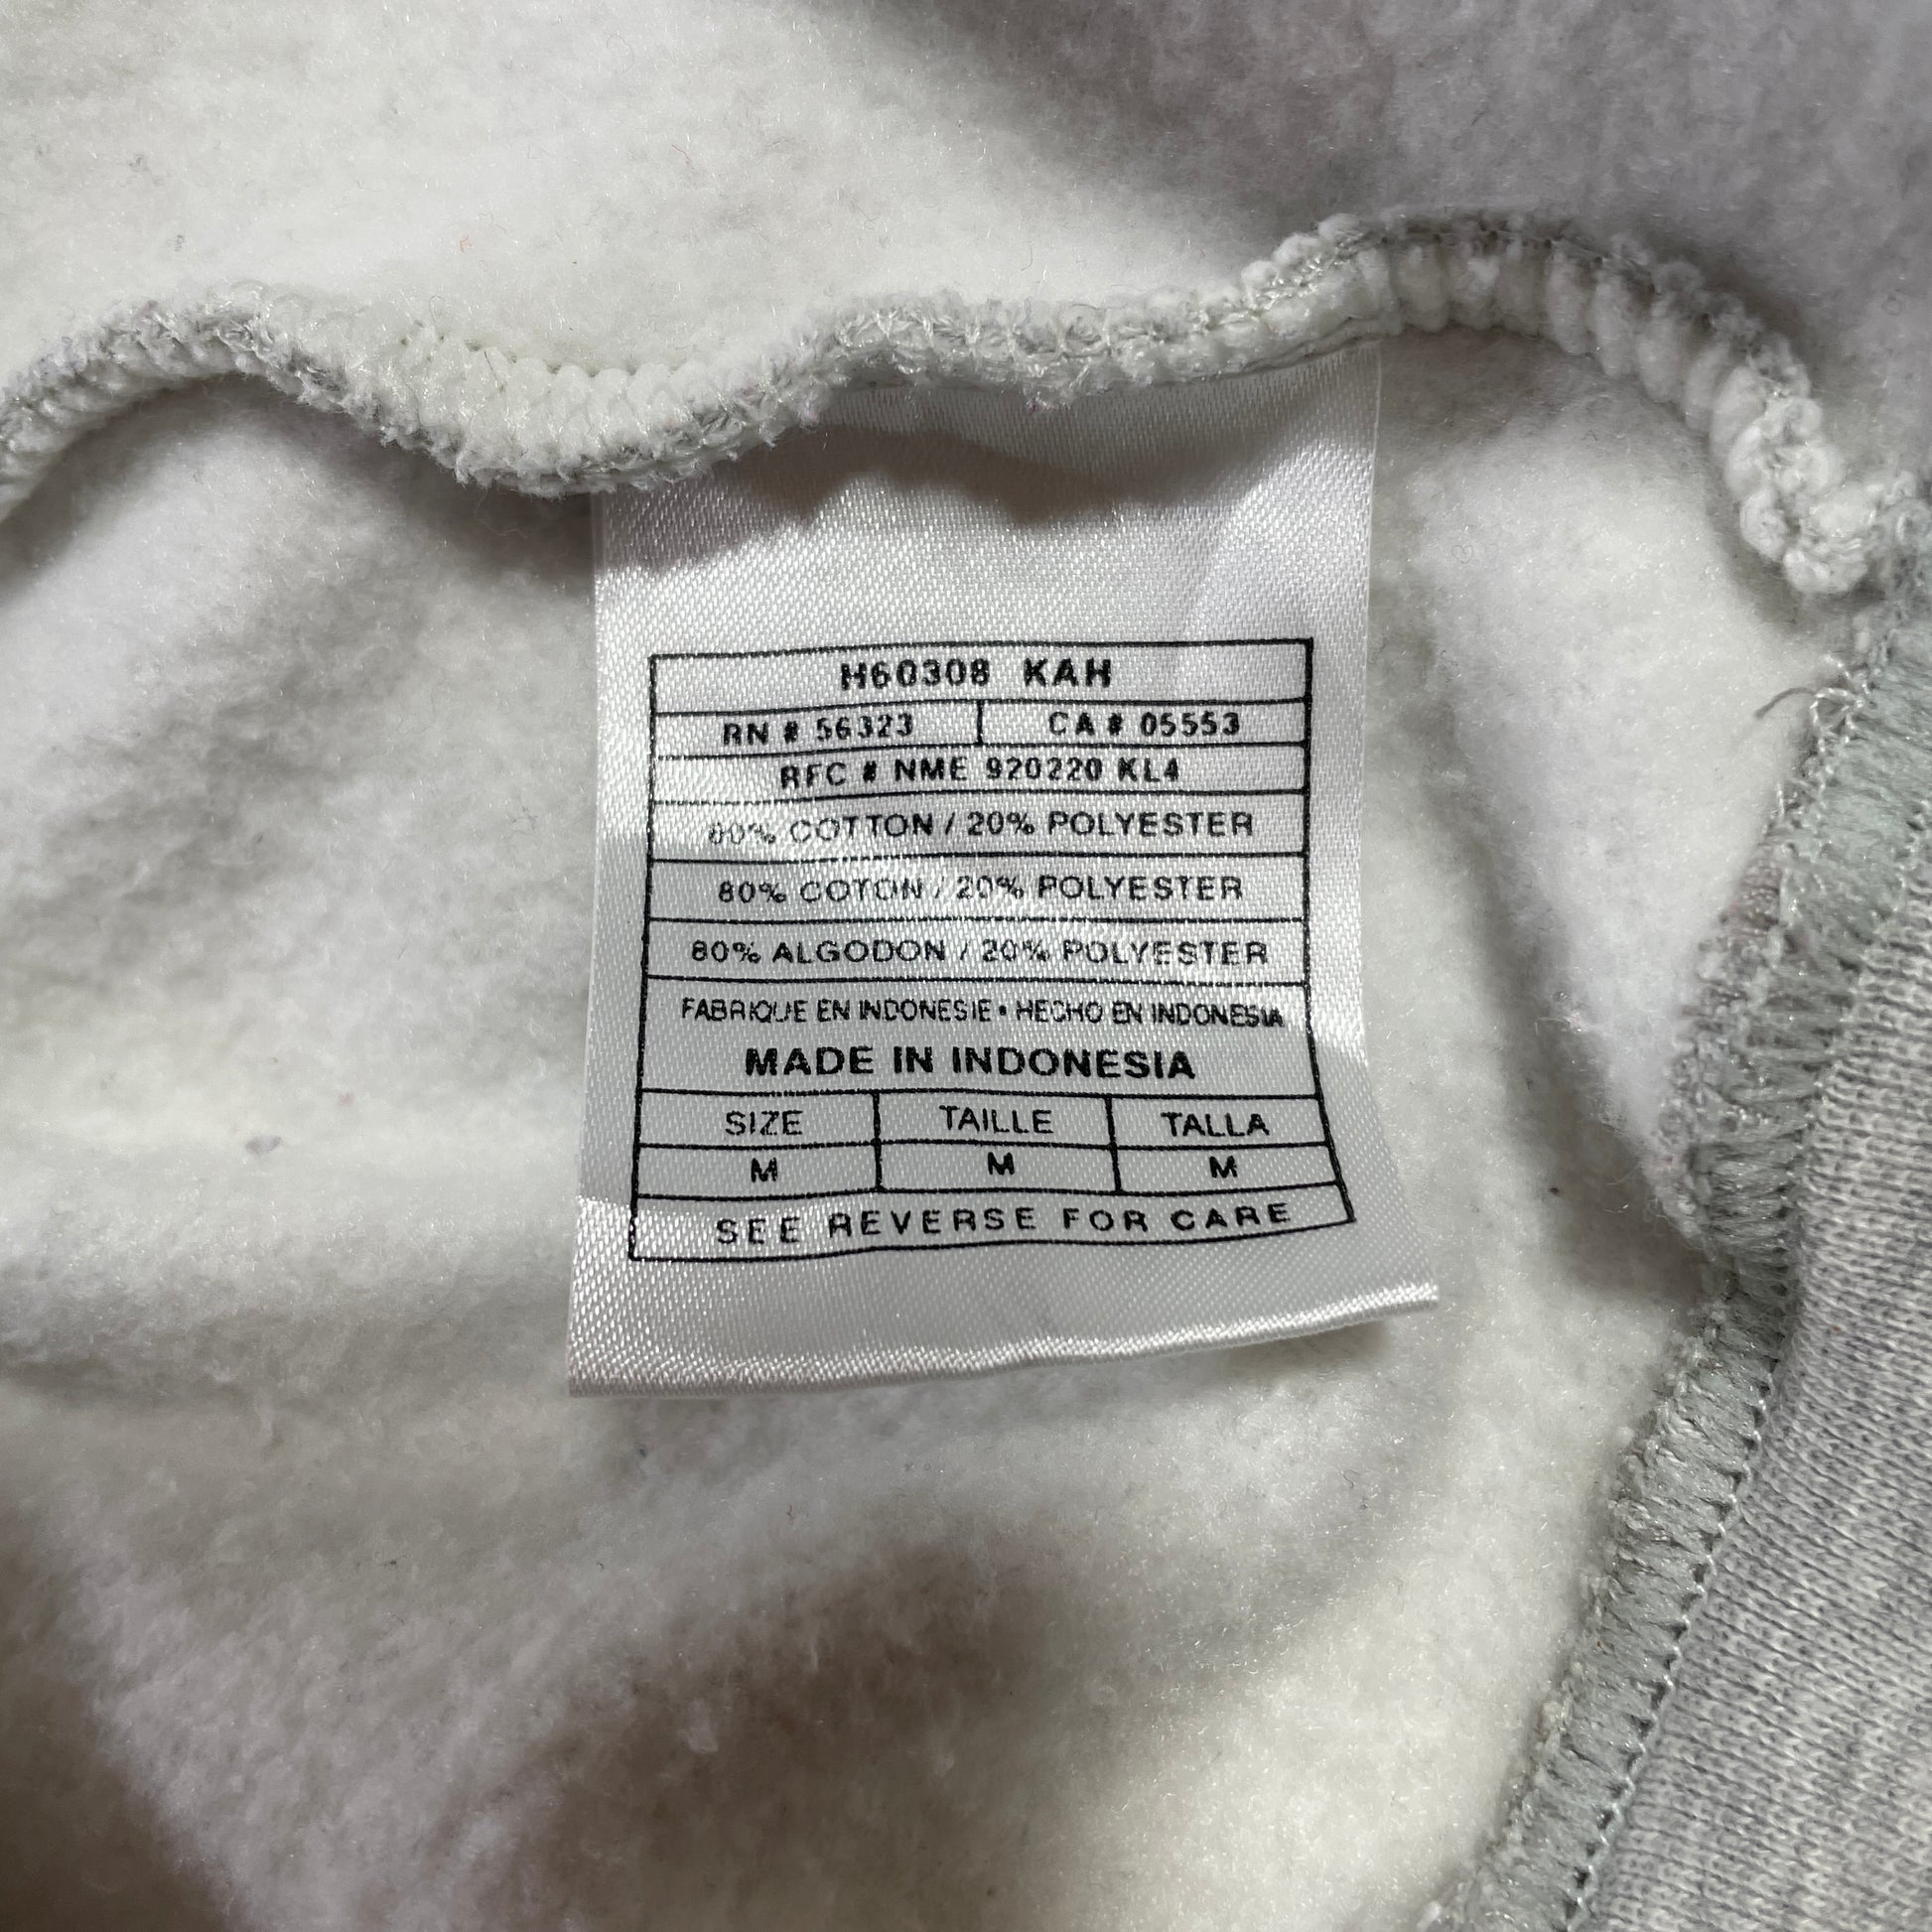 H60308 KAH
RN # 56323 CA # 05553
RFC # NME 920220 KL4
80% COTTON / 20% POLYESTER
80% COTON / 20% POLYESTER
80% ALGODON / 20% POLYESTER
FABRIQUE EN INDONESIE • HECHO EN INDONESIA
MADE IN INDONESIA
SIZE TAILLE TALLA
M M M
SEE REVERSE FOR CARE